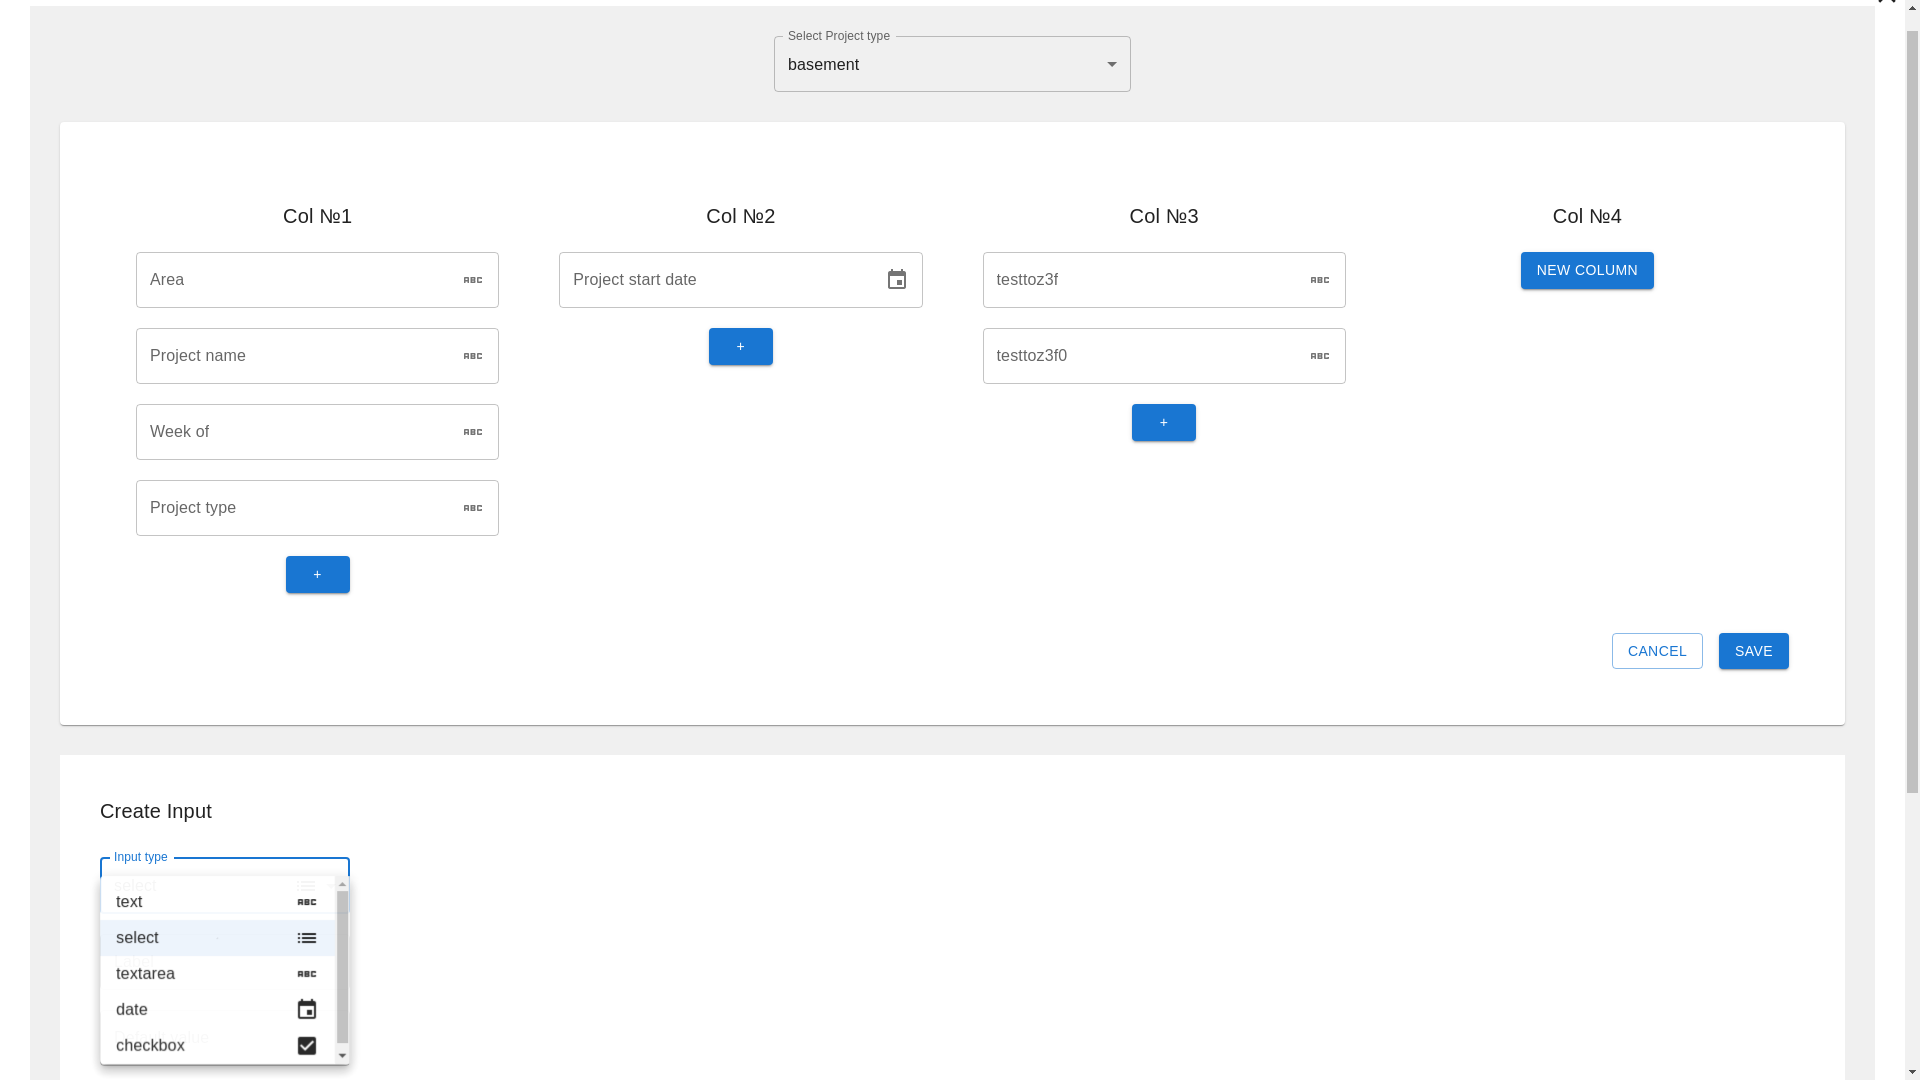 Select Project type
basement
Col №1
Col №2
Col №3
Col №4
Area
ABC
Project start date
testtoz3f
ABC
NEW COLUMN
Project name
ABC
+
testtoz3f0
ABC
Week of
ABC
+
Project type
ABC
+
CANCEL
SAVE
Create Input
Input type
select
text
ABC
select
textarea
ABC
date
checkbox